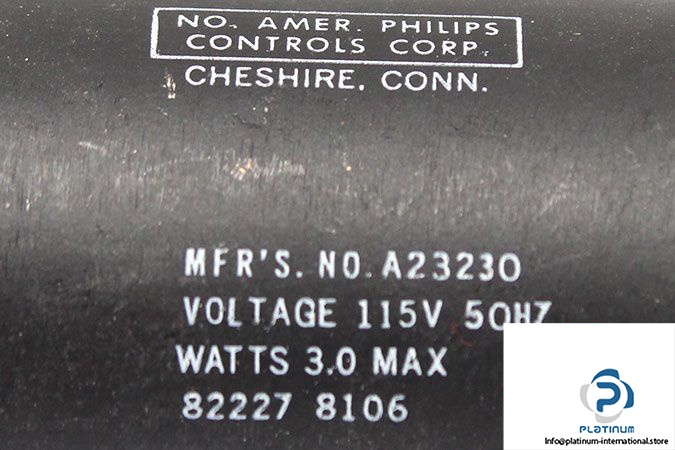 NO. AMER. PHILIPS
CONTROLS CORP.
CHESHIRE, CONN.
MFR'S. NO. A23230
VOLTAGE 115V 50HZ
WATTS 3.0 MAX
82227 8106
PLATINUM
Info@platinum-international.store